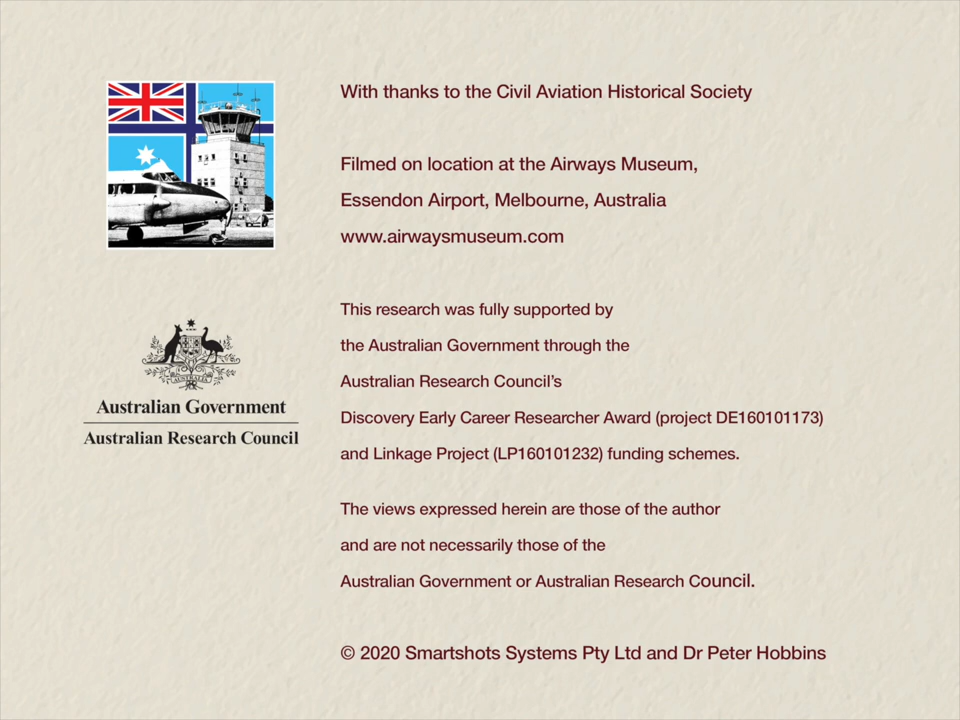 With thanks to the Civil Aviation Historical Society
Filmed on location at the Airways Museum,
Essendon Airport, Melbourne, Australia
www.airwaysmuseum.com
This research was fully supported by
the Australian Government through the
Australian Research Council’s
Discovery Early Career Researcher Award (project DE160101173)
and Linkage Project (LP160101232) funding schemes.
AUSTRALIA
Australian Government
Australian Research Council
The views expressed herein are those of the author
and are not necessarily those of the
Australian Government or Australian Research Council.
© 2020 Smartshots Systems Pty Ltd and Dr Peter Hobbins